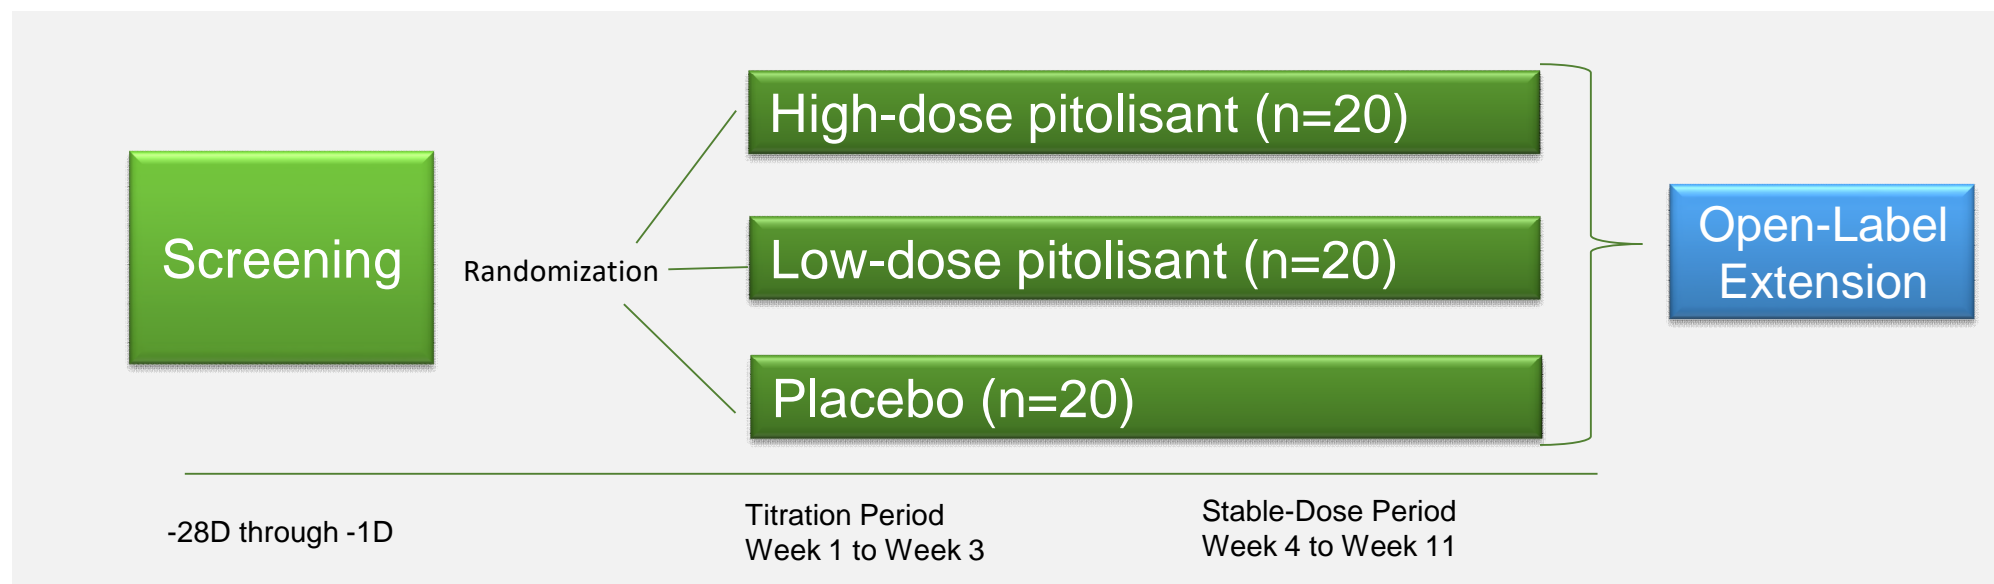 Screening
Randomization
High-dose pitolisant (n=20)
Low-dose pitolisant (n=20)
Placebo (n=20)
Open-Label
Extension
-28D through -1D
Titration Period
Week 1 to Week 3
Stable-Dose Period
Week 4 to Week 11